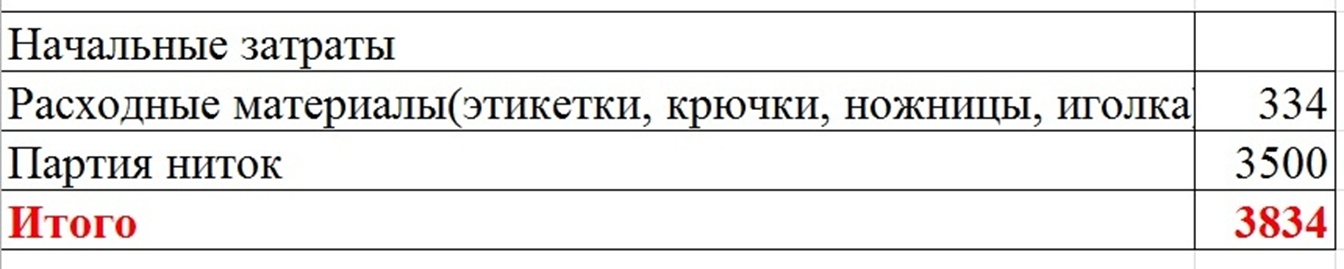 Начальные затраты
Расходные материалы(этикетки, крючки, ножницы, иголка) 334
Партия ниток 3500
Итого 3834